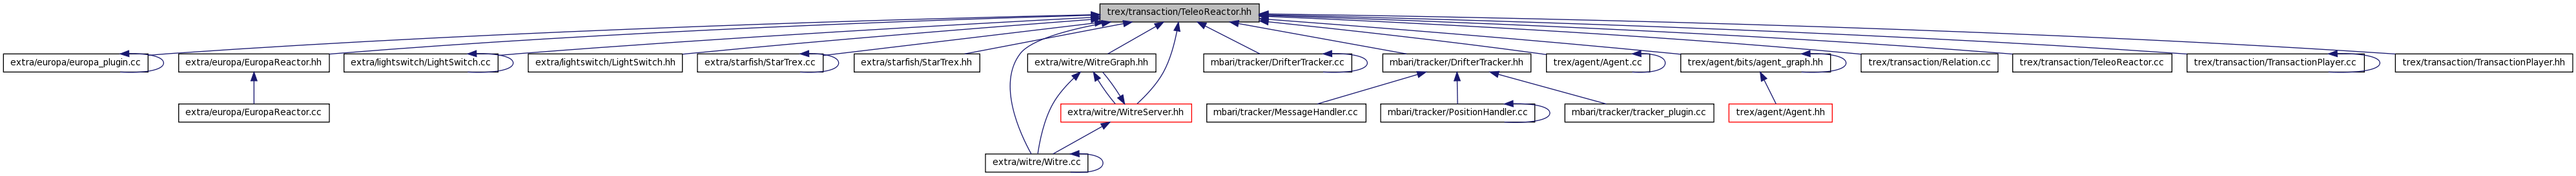 trex/transaction/TeleoReactor.hh
extra/europa/europa_plugin.cc
extra/europa/EuropaReactor.hh
extra/lightswitch/LightSwitch.cc
extra/lightswitch/LightSwitch.hh
extra/starfish/StarTrex.cc
extra/starfish/StarTrex.hh
extra/witre/WitreGraph.hh
mbari/tracker/DrifterTracker.cc
mbari/tracker/DrifterTracker.hh
trex/agent/Agent.cc
trex/agent/bits/agent_graph.hh
trex/transaction/Relation.cc
trex/transaction/TeleoReactor.cc
trex/transaction/TransactionPlayer.cc
trex/transaction/TransactionPlayer.hh
extra/europa/EuropaReactor.cc
extra/witre/WitreServer.hh
mbari/tracker/MessageHandler.cc
mbari/tracker/PositionHandler.cc
mbari/tracker/tracker_plugin.cc
trex/agent/Agent.hh
extra/witre/Witre.cc